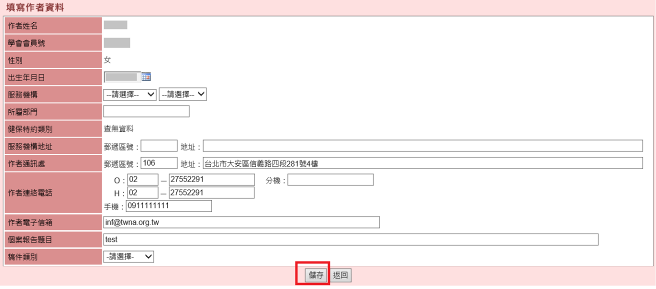 填寫作者資料
作者姓名
學會會員號
性別 女
出生年月日
服務機構 --請選擇-- --請選擇--
所屬部門
健保特約類別 查無資料
服務機構地址 郵遞區號： 地址：
作者通訊處 郵遞區號：106 地址：台北市大安區信義路四段281號4樓
作者連絡電話 O：02 － 27552291 分機：
H：02 － 27552291
手機：0911111111
作者電子信箱 inf@twna.org.tw
個案報告題目 test
稿件類別 -請選擇-
儲存 返回